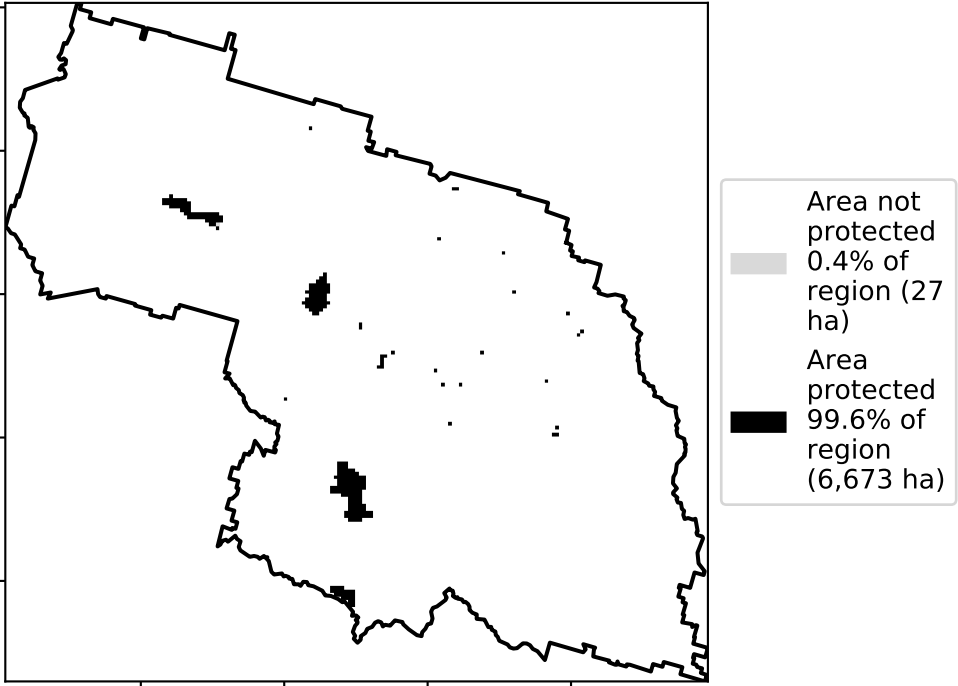 Area not
protected
0.4% of
region (27
ha)
Area
protected
99.6% of
region
(6,673 ha)